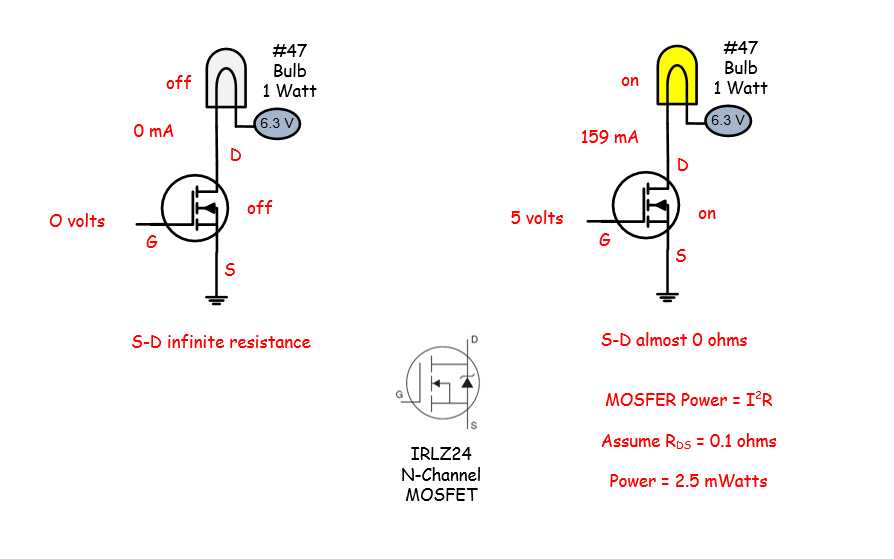 #47
Bulb
1 Watt
off
6.3 V
0 mA
D
off
O volts
G
S
S-D infinite resistance
#47
Bulb
1 Watt
on
6.3 V
159 mA
D
5 volts
on
G
S
S-D almost 0 ohms
D
G
S
IRLZ24
N-Channel
MOSFET
MOSFER Power = I²R
Assume R_DS = 0.1 ohms
Power = 2.5 mWatts